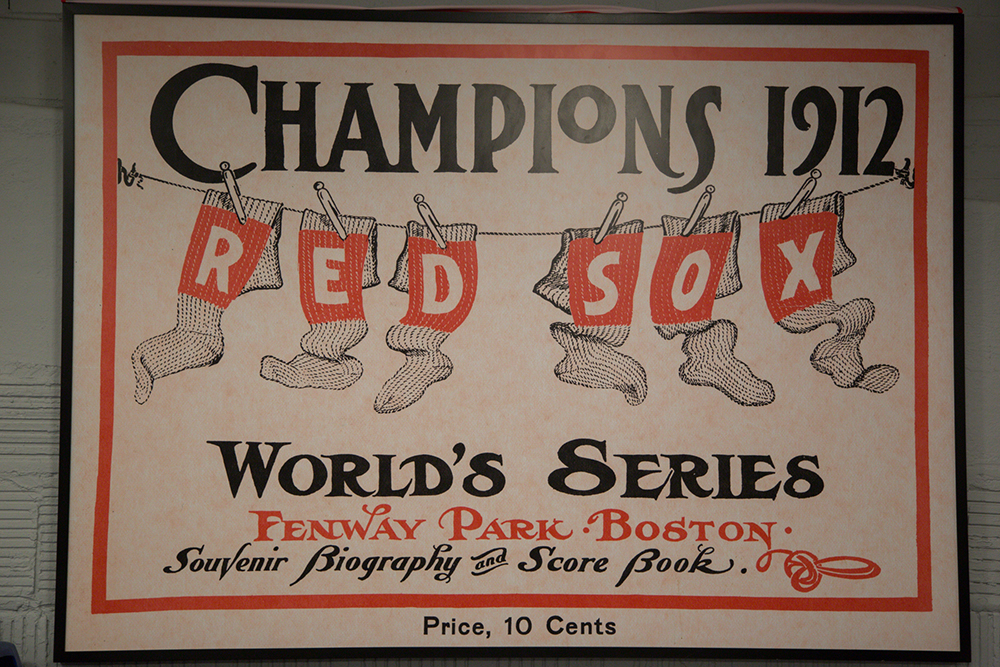 CHAMPIONS 1912
RED SOX
WORLD'S SERIES
FENWAY PARK · BOSTON ·
Souvenir Biography and Score Book.
Price, 10 Cents